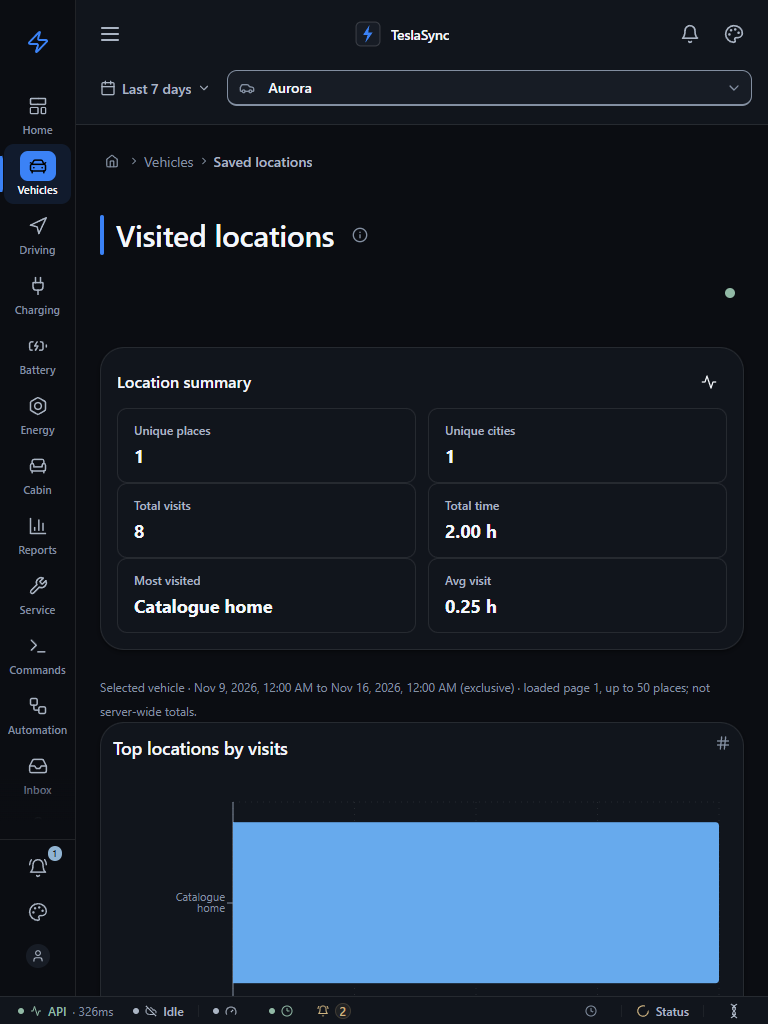 TeslaSync
Last 7 days
Aurora
Home
Vehicles
Driving
Charging
Battery
Energy
Cabin
Reports
Service
Commands
Automation
Inbox
1
Vehicles
Saved locations
Visited locations
Location summary
Unique places
1
Unique cities
1
Total visits
8
Total time
2.00 h
Most visited
Catalogue home
Avg visit
0.25 h
Selected vehicle · Nov 9, 2026, 12:00 AM to Nov 16, 2026, 12:00 AM (exclusive) · loaded page 1, up to 50 places; not
server-wide totals.
Top locations by visits
#
Catalogue
home
API · 326ms
Idle
2
Status